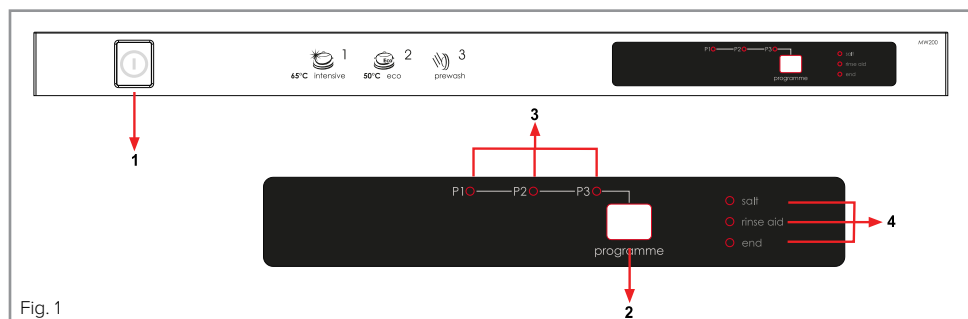 MW200
1 2 3
65°C intensive 50°C eco prewash
Eco
P1 P2 P3
programme
salt
rinse aid
end
1
3
P1 P2 P3
programme
salt
rinse aid
end
4
2
Fig. 1